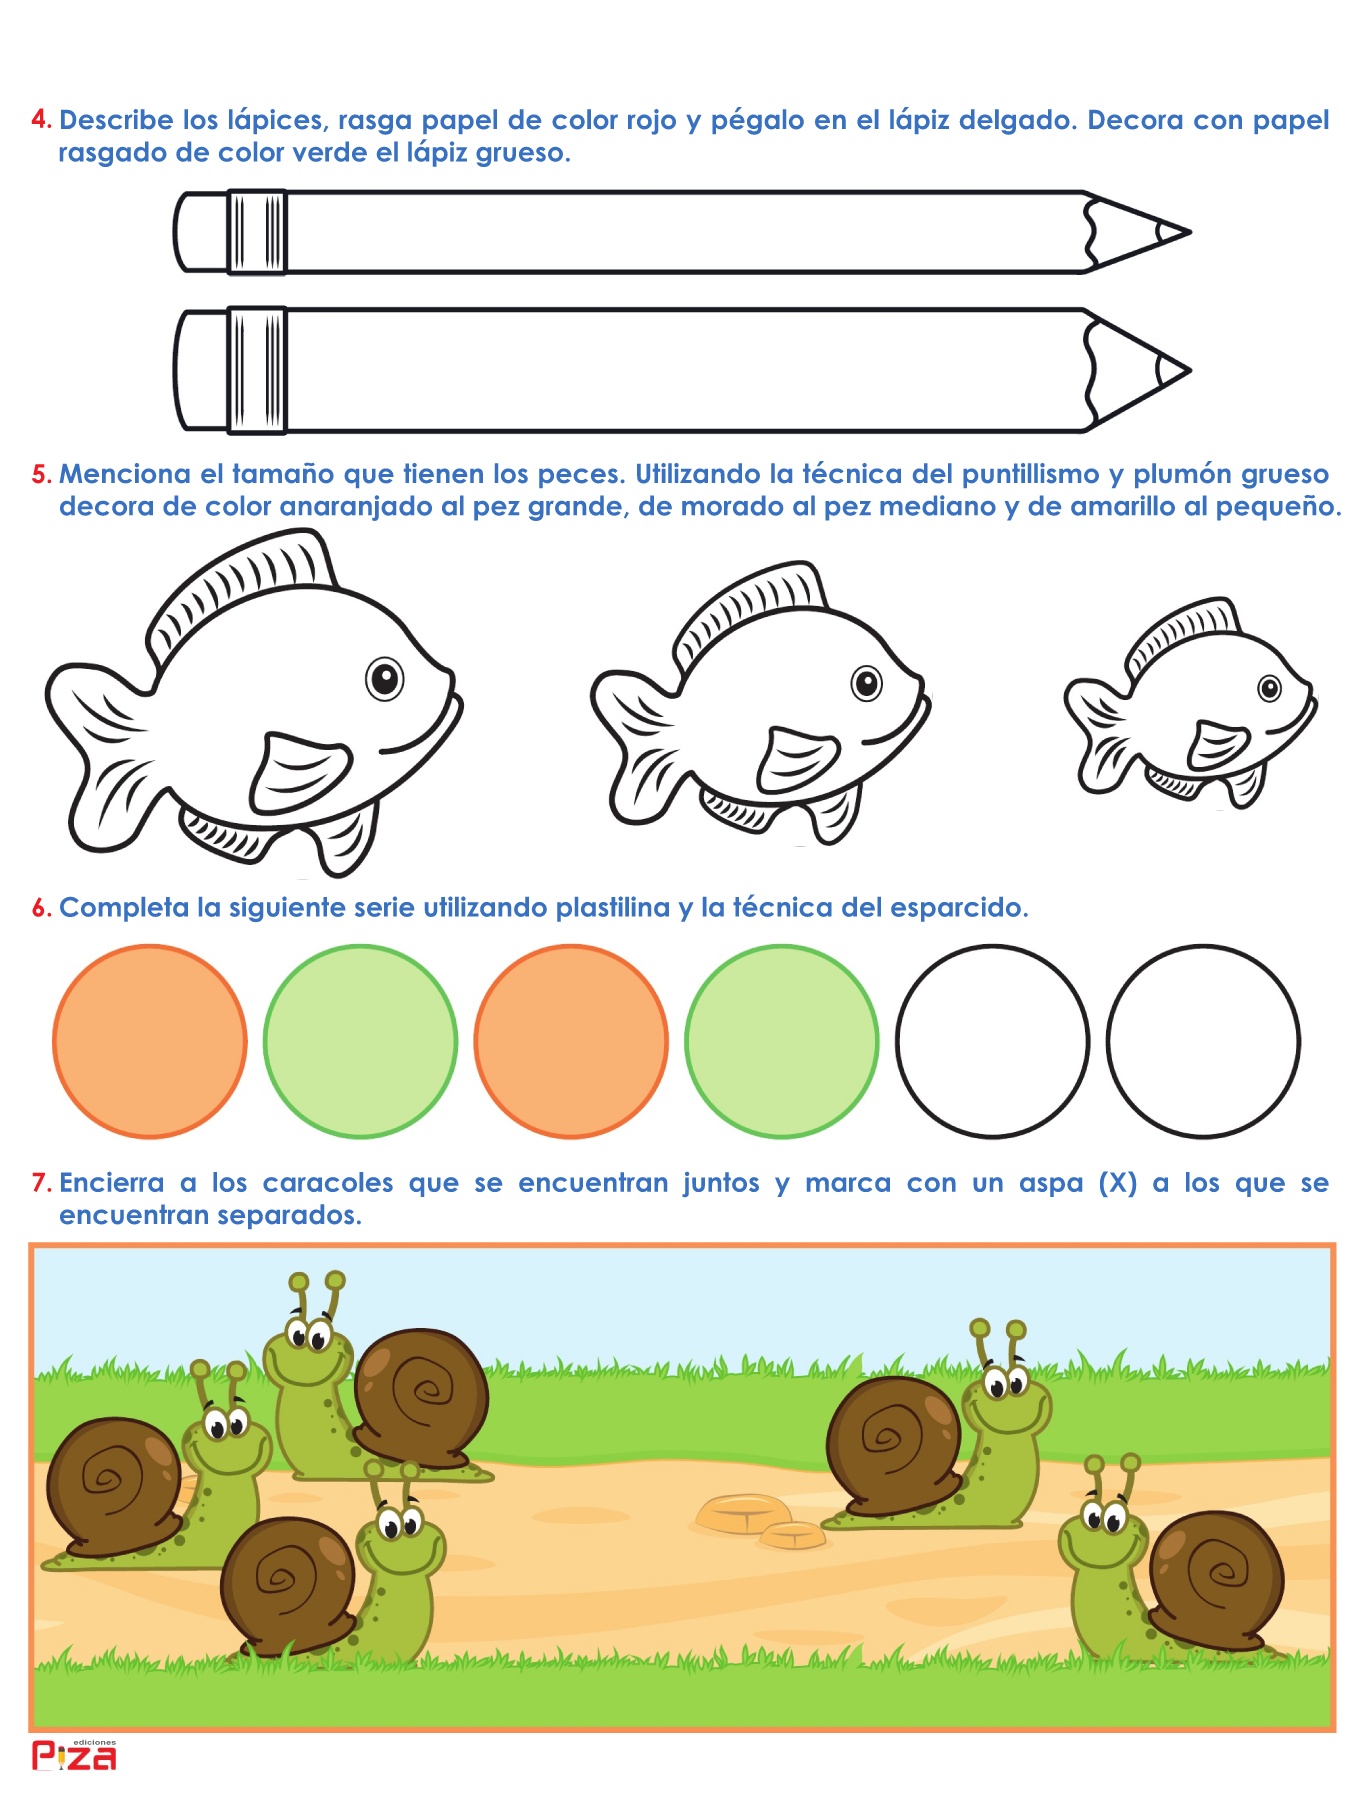 4. Describe los lápices, rasga papel de color rojo y pégalo en el lápiz delgado. Decora con papel
rasgado de color verde el lápiz grueso.
5. Menciona el tamaño que tienen los peces. Utilizando la técnica del puntillismo y plumón grueso
decora de color anaranjado al pez grande, de morado al pez mediano y de amarillo al pequeño.
6. Completa la siguiente serie utilizando plastilina y la técnica del esparcido.
7. Encierra a los caracoles que se encuentran juntos y marca con un aspa (X) a los que se
encuentran separados.
ediciones
Piza